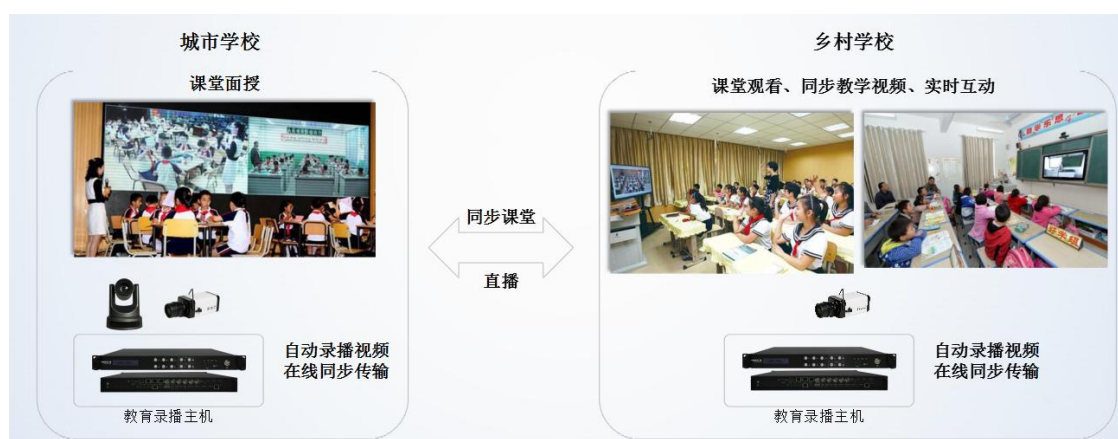 城市学校
课堂面授
同步课堂
直播
自动录播视频
在线同步传输
教育录播主机
乡村学校
课堂观看、同步教学视频、实时互动
自动录播视频
在线同步传输
教育录播主机